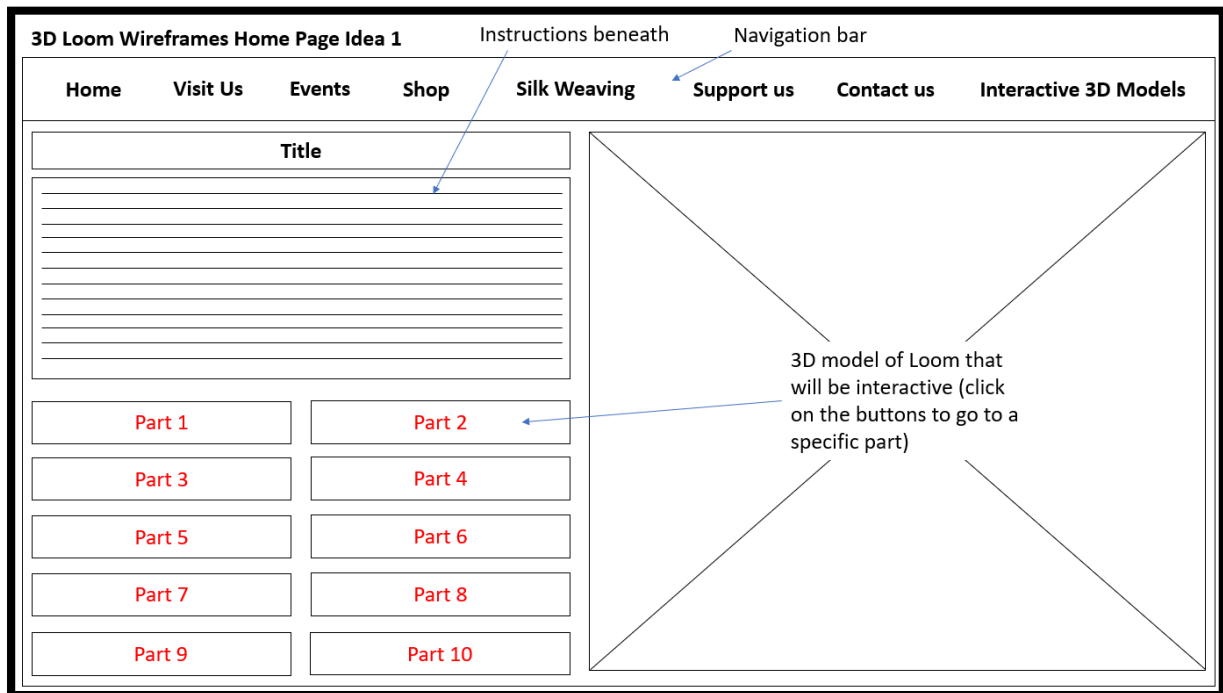 3D Loom Wireframes Home Page Idea 1
Instructions beneath
Navigation bar
Home Visit Us Events Shop Silk Weaving Support us Contact us Interactive 3D Models
Title
3D model of Loom that
will be interactive (click
on the buttons to go to a
specific part)
Part 1 Part 2
Part 3 Part 4
Part 5 Part 6
Part 7 Part 8
Part 9 Part 10